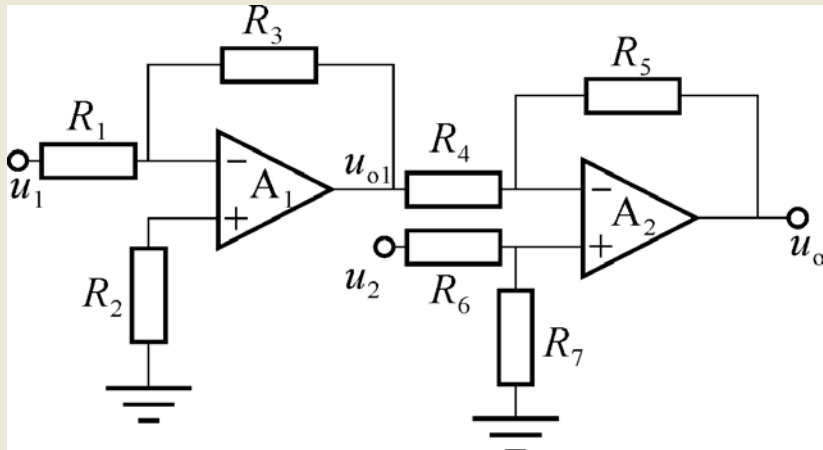 R₃
R₅
R₁
R₄
u₁
−
A₁
+
uₒ₁
−
A₂
+
uₒ
u₂
R₂
R₆
R₇